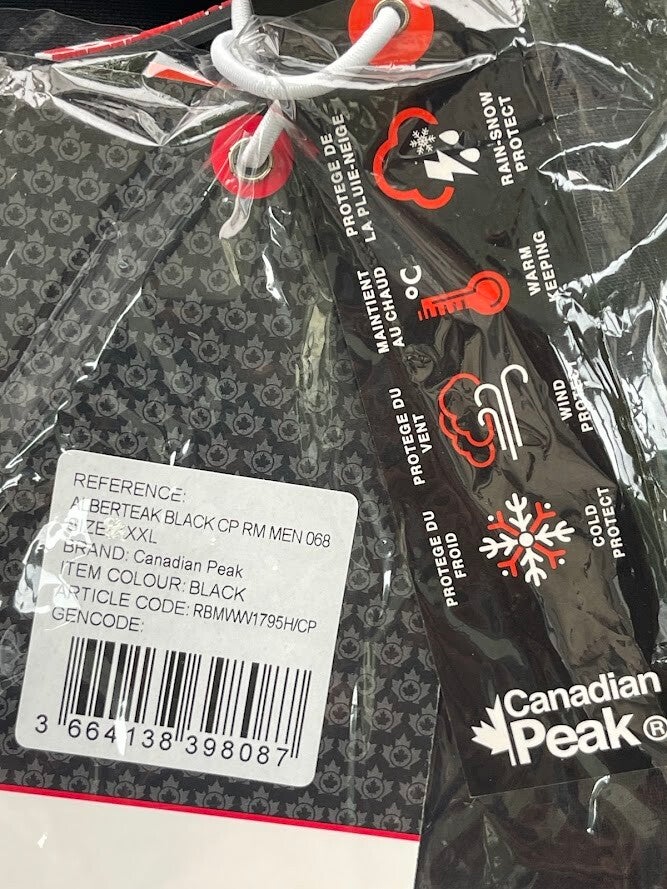 PROTEGE DE
LA PLUIE-NEIGE
RAIN-SNOW
PROTECT
MAINTIENT
AU CHAUD
°C
WARM
KEEPING
PROTEGE DU
VENT
WIND
PROTECT
PROTEGE DU
FROID
COLD
PROTECT
Canadian
Peak®
REFERENCE:
ALBERTEAK BLACK CP RM MEN 068
SIZE: XXL
BRAND: Canadian Peak
ITEM COLOUR: BLACK
ARTICLE CODE: RBMVWV1795H/CP
GENCODE:
3 664138 398087